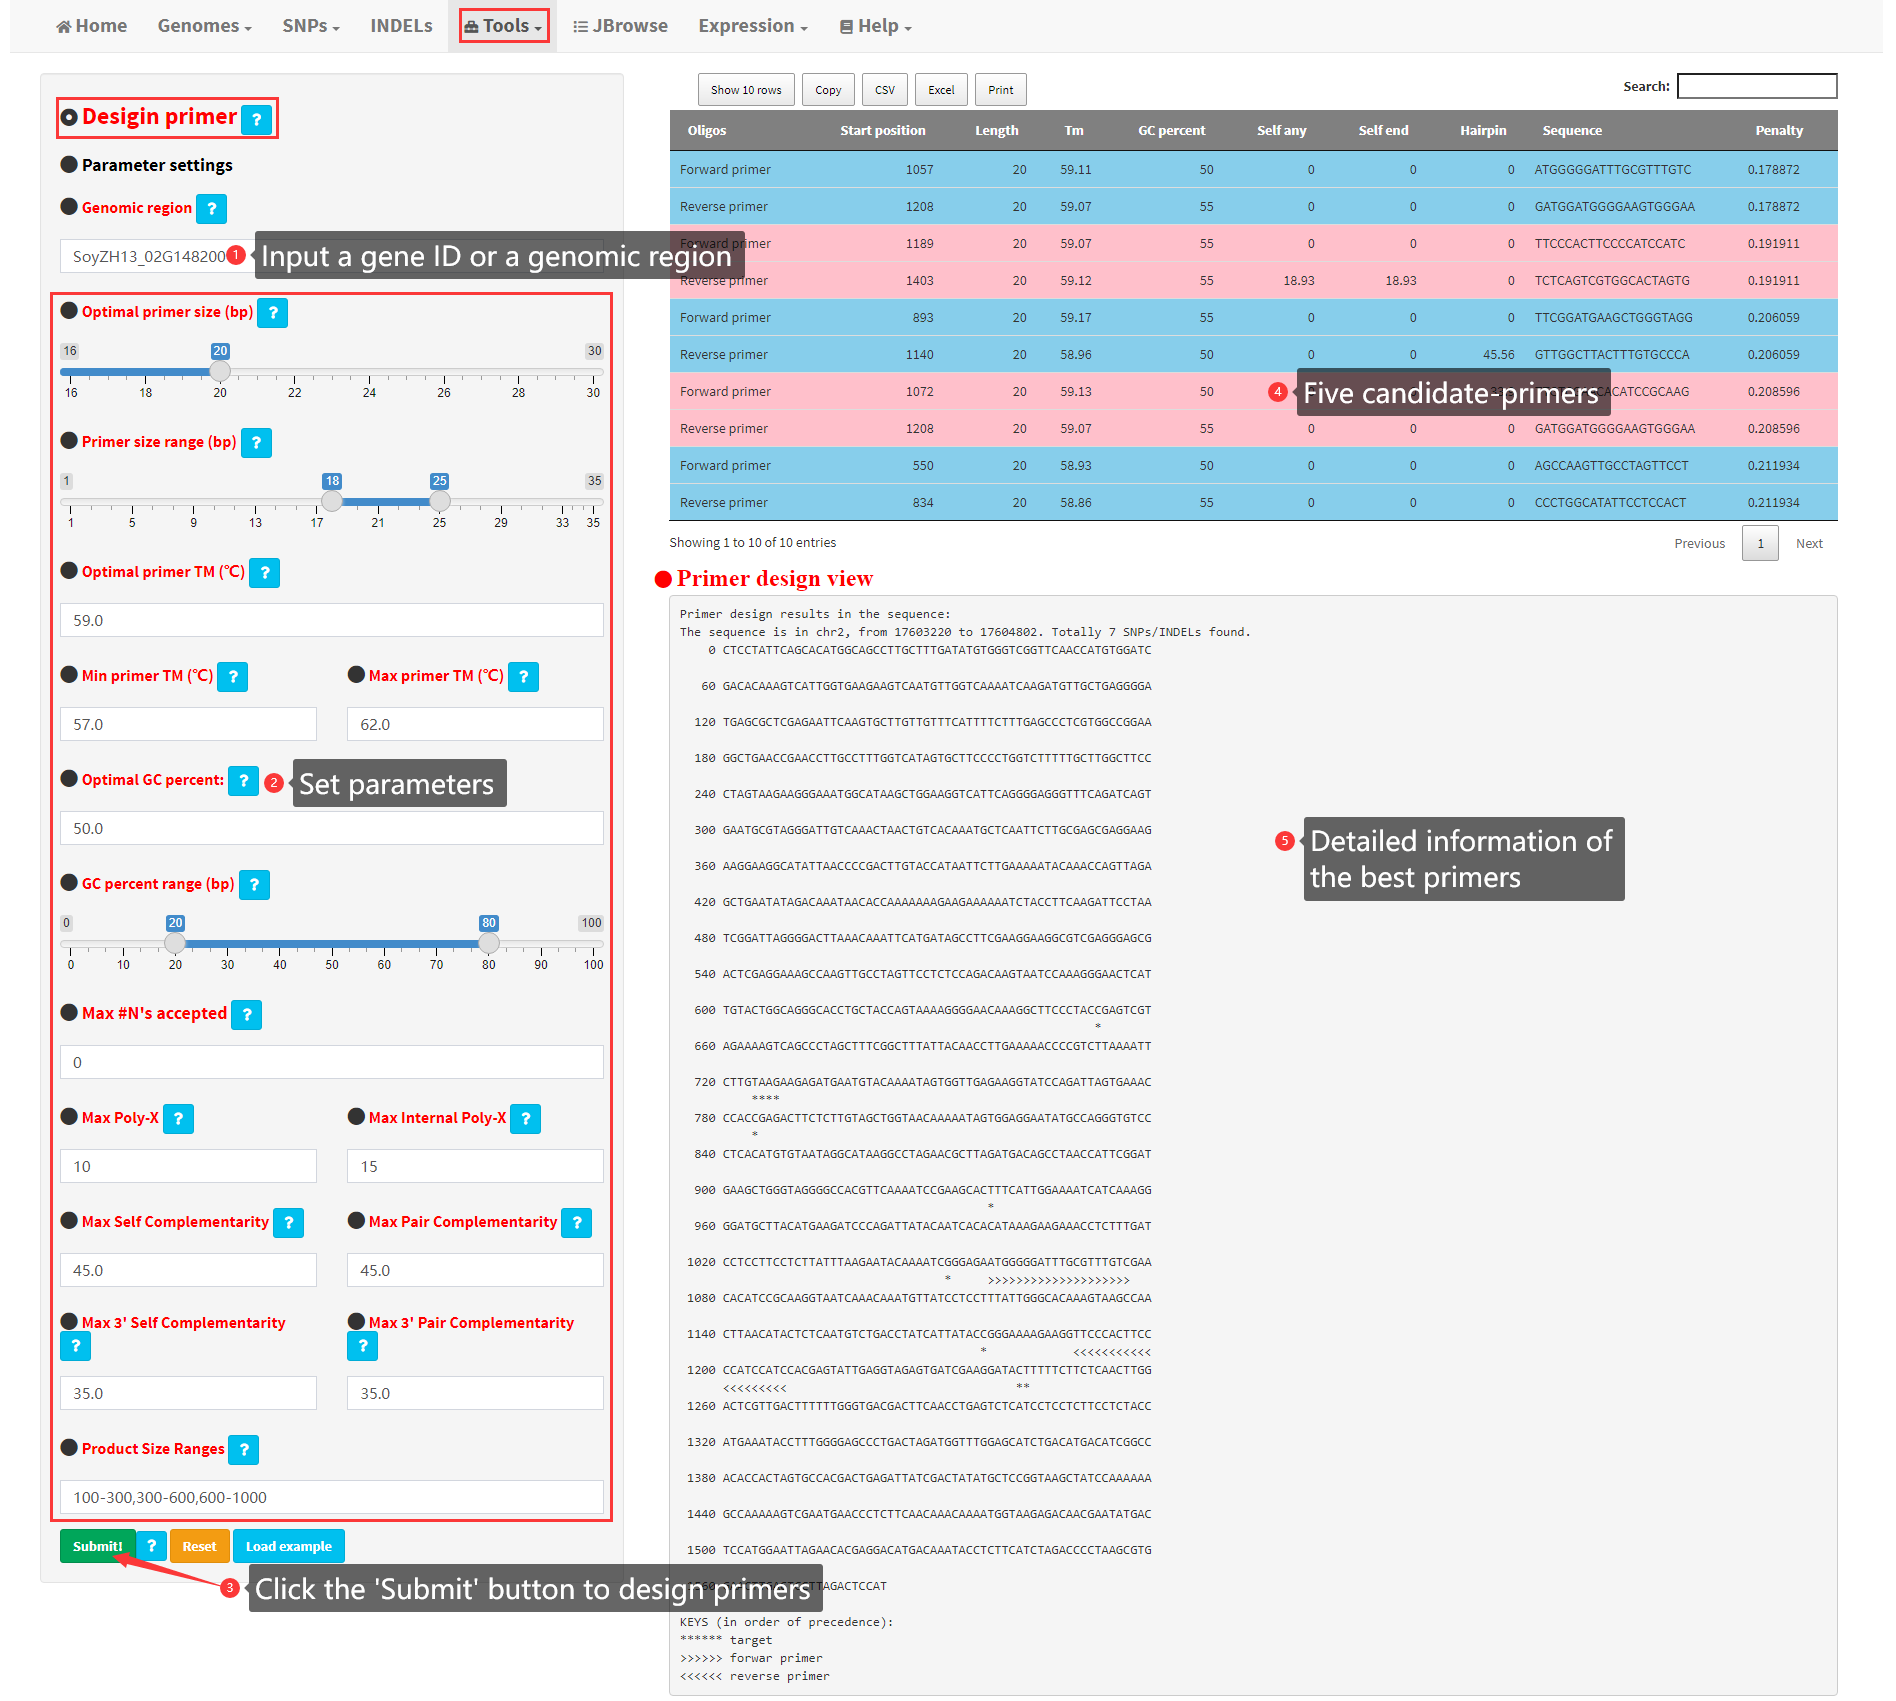 Home Genomes SNPs INDELs Tools JBrowse Expression Help
Desigin primer ?
Parameter settings
Genomic region ?
SoyZH13_02G148200
1 Input a gene ID or a genomic region
Optimal primer size (bp) ?
16 20 30
16 18 20 22 24 26 28 30
Primer size range (bp) ?
1 18 25 35
1 5 9 13 17 21 25 29 33 35
Optimal primer TM (℃) ?
59.0
Min primer TM (℃) ? Max primer TM (℃) ?
57.0 62.0
Optimal GC percent: ?
2 Set parameters
50.0
GC percent range (bp) ?
0 20 80 100
0 10 20 30 40 50 60 70 80 90 100
Max #N's accepted ?
0
Max Poly-X ? Max Internal Poly-X ?
10 15
Max Self Complementarity ? Max Pair Complementarity ?
45.0 45.0
Max 3' Self Complementarity ? Max 3' Pair Complementarity ?
35.0 35.0
Product Size Ranges ?
100-300,300-600,600-1000
Submit! ? Reset Load example
3 Click the 'Submit' button to design primers
Show 10 rows Copy CSV Excel Print Search:
Oligos Start position Length Tm GC percent Self any Self end Hairpin Sequence Penalty
Forward primer 1057 20 59.11 50 0 0 0 ATGGGGGATTTGCGTTTGTC 0.178872
Reverse primer 1208 20 59.07 55 0 0 0 GATGGATGGGGAAGTGGGAA 0.178872
Forward primer 1189 20 59.07 55 0 0 0 TTCCCACTTCCCCATCCATC 0.191911
Reverse primer 1403 20 59.12 55 18.93 18.93 0 TCTCAGTCGTGGCACTAGTG 0.191911
Forward primer 893 20 59.17 55 0 0 0 TTCGGATGAAGCTGGGTAGG 0.206059
Reverse primer 1140 20 58.96 50 0 0 45.56 GTTGGCTTACTTTGTGCCCA 0.206059
Forward primer 1072 20 59.13 50 0.208596
4 Five candidate-primers
Reverse primer 1208 20 59.07 55 0 0 0 GATGGATGGGGAAGTGGGAA 0.208596
Forward primer 550 20 58.93 50 0 0 0 AGCCAAGTTGCCTAGTTCCT 0.211934
Reverse primer 834 20 58.86 55 0 0 0 CCCTGGCATATTCCTCCACT 0.211934
Showing 1 to 10 of 10 entries Previous 1 Next
Primer design view
Primer design results in the sequence:
The sequence is in chr2, from 17603220 to 17604802. Totally 7 SNPs/INDELs found.
0 CTCCTATTCAGCACATGGCAGCCTTGCTTTGATATGTGGGTCGGTTCAACCATGTGGATC
60 GACACAAAGTCATTGGTGAAGAAGTCAATGTTGGTCAAAATCAAGATGTTGCTGAGGGGA
120 TGAGCGCTCGAGAATTCAAGTGCTTGTTGTTTCATTTTCTTTGAGCCCTCGTGGCCGGAA
180 GGCTGAACCGAACCTTGCCTTTGGTCATAGTGCTTCCCCTGGTCTTTTTGCTTGGCTTCC
240 CTAGTAAGAAGGGAAATGGCATAAGCTGGAAGGTCATTCAGGGGAGGGTTTCAGATCAGT
300 GAATGCGTAGGGATTGTCAAACTAACTGTCACAAATGCTCAATTCTTGCGAGCGAGGAAG
360 AAGGAAGGCATATTAACCCCGACTTGTACCATAATTCTTGAAAAATACAAACCAGTTAGA
420 GCTGAATATAGACAAATAACACCAAAAAAAGAAGAAAAAATCTACCTTCAAGATTCCTAA
480 TCGGATTAGGGGACTTAAACAAATTCATGATAGCCTTCGAAGGAAGGCGTCGAGGGAGCG
540 ACTCGAGGAAAGCCAAGTTGCCTAGTTCCTCTCCAGACAAGTAATCCAAAGGGAACTCAT
600 TGTACTGGCAGGGCACCTGCTACCAGTAAAAGGGGAACAAAGGCTTCCCTACCGAGTCGT
*
660 AGAAAAGTCAGCCCTAGCTTTCGGCTTTATTACAACCTTGAAAAACCCCGTCTTAAAATT
720 CTTGTAAGAAGAGATGAATGTACAAAATAGTGGTTGAGAAGGTATCCAGATTAGTGAAAC
****
780 CCACCGAGACTTCTCTTGTAGCTGGTAACAAAAATAGTGGAGGAATATGCCAGGGTGTCC
*
840 CTCACATGTGTAATAGGCATAAGGCCTAGAACGCTTAGATGACAGCCTAACCATTCGGAT
900 GAAGCTGGGTAGGGGCCACGTTCAAAATCCGAAGCACTTTCATTGGAAAATCATCAAAGG
*
960 GGATGCTTACATGAAGATCCCAGATTATACAATCACACATAAAGAAGAAACCTCTTTGAT
1020 CCTCCTTCCTCTTATTTAAGAATACAAAATCGGGAGAATGGGGGATTTGCGTTTGTCGAA
* >>>>>>>>>>>>>>>>>>>>
1080 CACATCCGCAAGGTAATCAAACAAATGTTATCCTCCTTTATTGGGCACAAAGTAAGCCAA
1140 CTTAACATACTCTCAATGTCTGACCTATCATTATACCGGGAAAAGAAGGTTCCCACTTCC
* <<<<<<<<<<<
1200 CCATCCATCCACGAGTATTGAGGTAGAGTGATCGAAGGATACTTTTTCTTCTCAACTTGG
<<<<<<<<< **
1260 ACTCGTTGACTTTTTTGGGTGACGACTTCAACCTGAGTCTCATCCTCCTCTTCCTCTACC
1320 ATGAAATACCTTTGGGGAGCCCTGACTAGATGGTTTGGAGCATCTGACATGACATCGGCC
1380 ACACCACTAGTGCCACGACTGAGATTATCGACTATATGCTCCGGTAAGCTATCCAAAAAA
1440 GCCAAAAAGTCGAATGAACCCTCTTCAACAAACAAAATGGTAAGAGACAACGAATATGAC
1500 TCCATGGAATTAGAACACGAGGACATGACAAATACCTCTTCATCTAGACCCCTAAGCGTG
TAGACTCCAT
KEYS (in order of precedence):
****** target
>>>>>> forwar primer
<<<<<< reverse primer
5 Detailed information of
the best primers